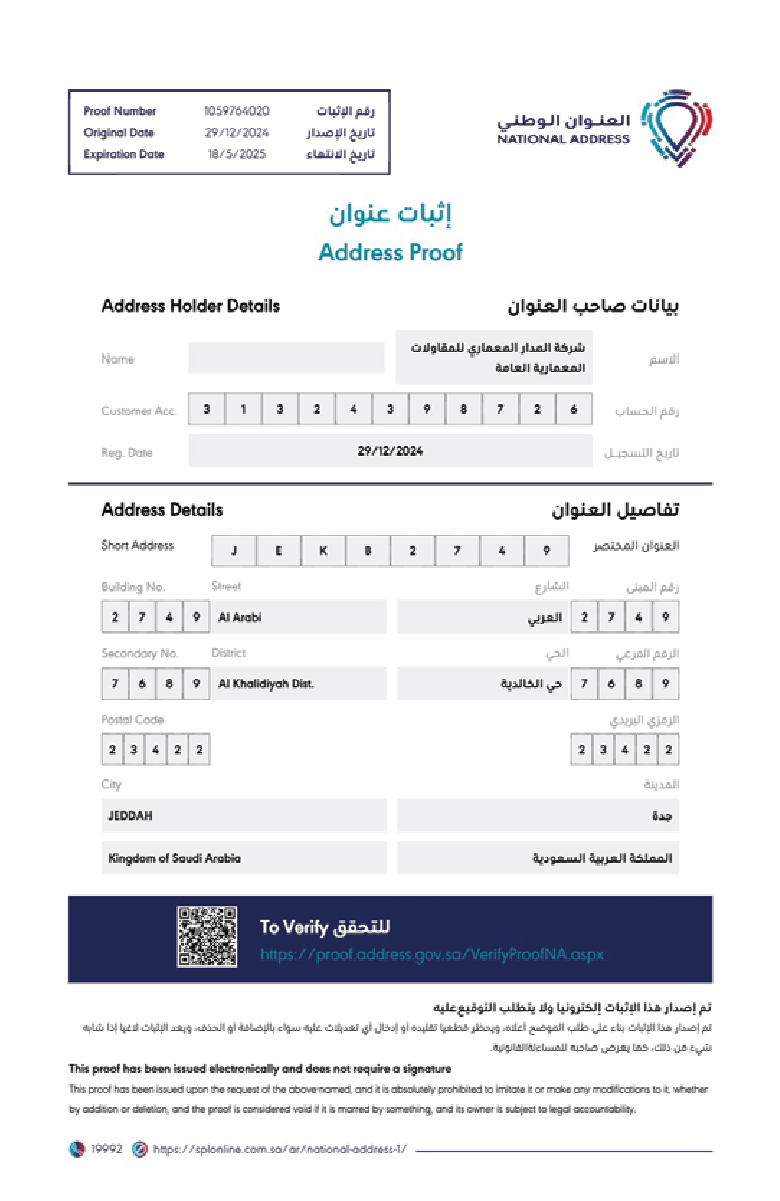 Proof Number 1059764020 رقم الإثبات
Original Date 29/12/2024 تاريخ الإصدار
Expiration Date 18/5/2025 تاريخ الانتهاء
العنوان الوطني
NATIONAL ADDRESS
إثبات عنوان
Address Proof
Address Holder Details بيانات صاحب العنوان
Name شركة المدار المعماري للمقاولات المعمارية العامة الاسم
Customer Acc. 3 1 3 2 4 3 9 8 7 2 6 رقم الحساب
Reg. Date 29/12/2024 تاريخ التسجيل
Address Details تفاصيل العنوان
Short Address J E K B 2 7 4 9 العنوان المختصر
Building No. Street الشارع رقم المبنى
2 7 4 9 Al Arabi العربي 2 7 4 9
Secondary No. District الحي الرقم الفرعي
7 6 8 9 Al Khalidiyah Dist. حي الخالدية 7 6 8 9
Postal Code الرمزي البريدي
2 3 4 2 2 2 3 4 2 2
City المدينة
JEDDAH جدة
Kingdom of Saudi Arabia المملكة العربية السعودية
To Verify للتحقق
https://proof.address.gov.sa/VerifyProofNA.aspx
تم إصدار هذا الإثبات إلكترونيا ولا يتطلب التوقيع عليه
تم إصدار هذا الإثبات بناء على طلب الموضح أعلاه، ويحظر قطعيا تقليده أو إدخال أي تعديلات عليه سواء بالإضافة أو الحذف، ويعد الإثبات لاغيا إذا شابه
شيء من ذلك، كما يعرض صاحبه للمساءلة القانونية.
This proof has been issued electronically and does not require a signature
This proof has been issued upon the request of the above-named, and it is absolutely prohibited to imitate it or make any modifications to it, whether
by addition or deletion, and the proof is considered void if it is marred by something, and its owner is subject to legal accountability.
19992 https://splonline.com.sa/ar/national-address-1/